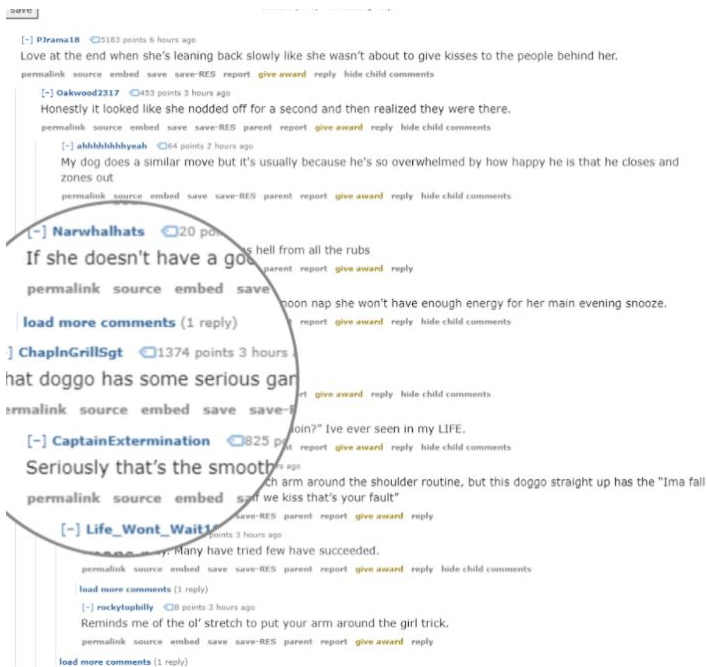 save
[-] PJrama18 5183 points 6 hours ago
Love at the end when she's leaning back slowly like she wasn't about to give kisses to the people behind her.
permalink source embed save save-RES report give award reply hide child comments
[-] Oakwood2317 453 points 3 hours ago
Honestly it looked like she nodded off for a second and then realized they were there.
permalink source embed save save-RES parent report give award reply hide child comments
[-] ahhhhhhhhyeah 64 points 2 hours ago
My dog does a similar move but it's usually because he's so overwhelmed by how happy he is that he closes and
zones out
permalink source embed save save-RES parent report give award reply hide child comments
[-] Narwhalhats 20
hell from all the rubs
If she doesn't have a
parent report give award reply
permalink source embed save
noon nap she won't have enough energy for her main evening snooze.
load more comments (1 reply)
report give award reply hide child comments
] ChaplnGrillSgt 1374 points 3 hours
hat doggo has some serious
give award reply hide child comments
ermalink source embed save save-
oin?" Ive ever seen in my LIFE.
[-] CaptainExtermination 825
report give award reply hide child comments
Seriously that's the smooth
ago
ch arm around the shoulder routine, but this doggo straight up has the "Ima fall
permalink source embed
we kiss that's your fault"
save-RES parent report give award reply
[-] Life_Wont_Wait
points 3 hours ago
Many have tried few have succeeded.
permalink source embed save save-RES parent report give award reply hide child comments
load more comments (1 reply)
[-] rockytopbilly 8 points 3 hours ago
Reminds me of the ol' stretch to put your arm around the girl trick.
permalink source embed save save-RES parent report give award reply
load more comments (1 reply)